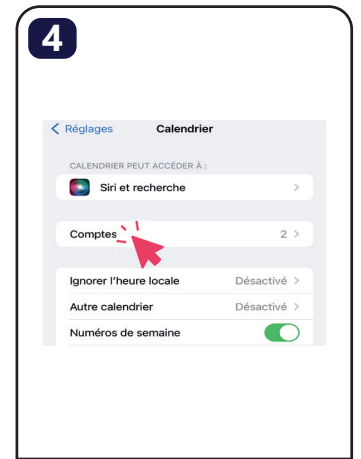 4
Réglages Calendrier
CALENDRIER PEUT ACCÉDER À :
Siri et recherche
Comptes 2
Ignorer l'heure locale Désactivé
Autre calendrier Désactivé
Numéros de semaine